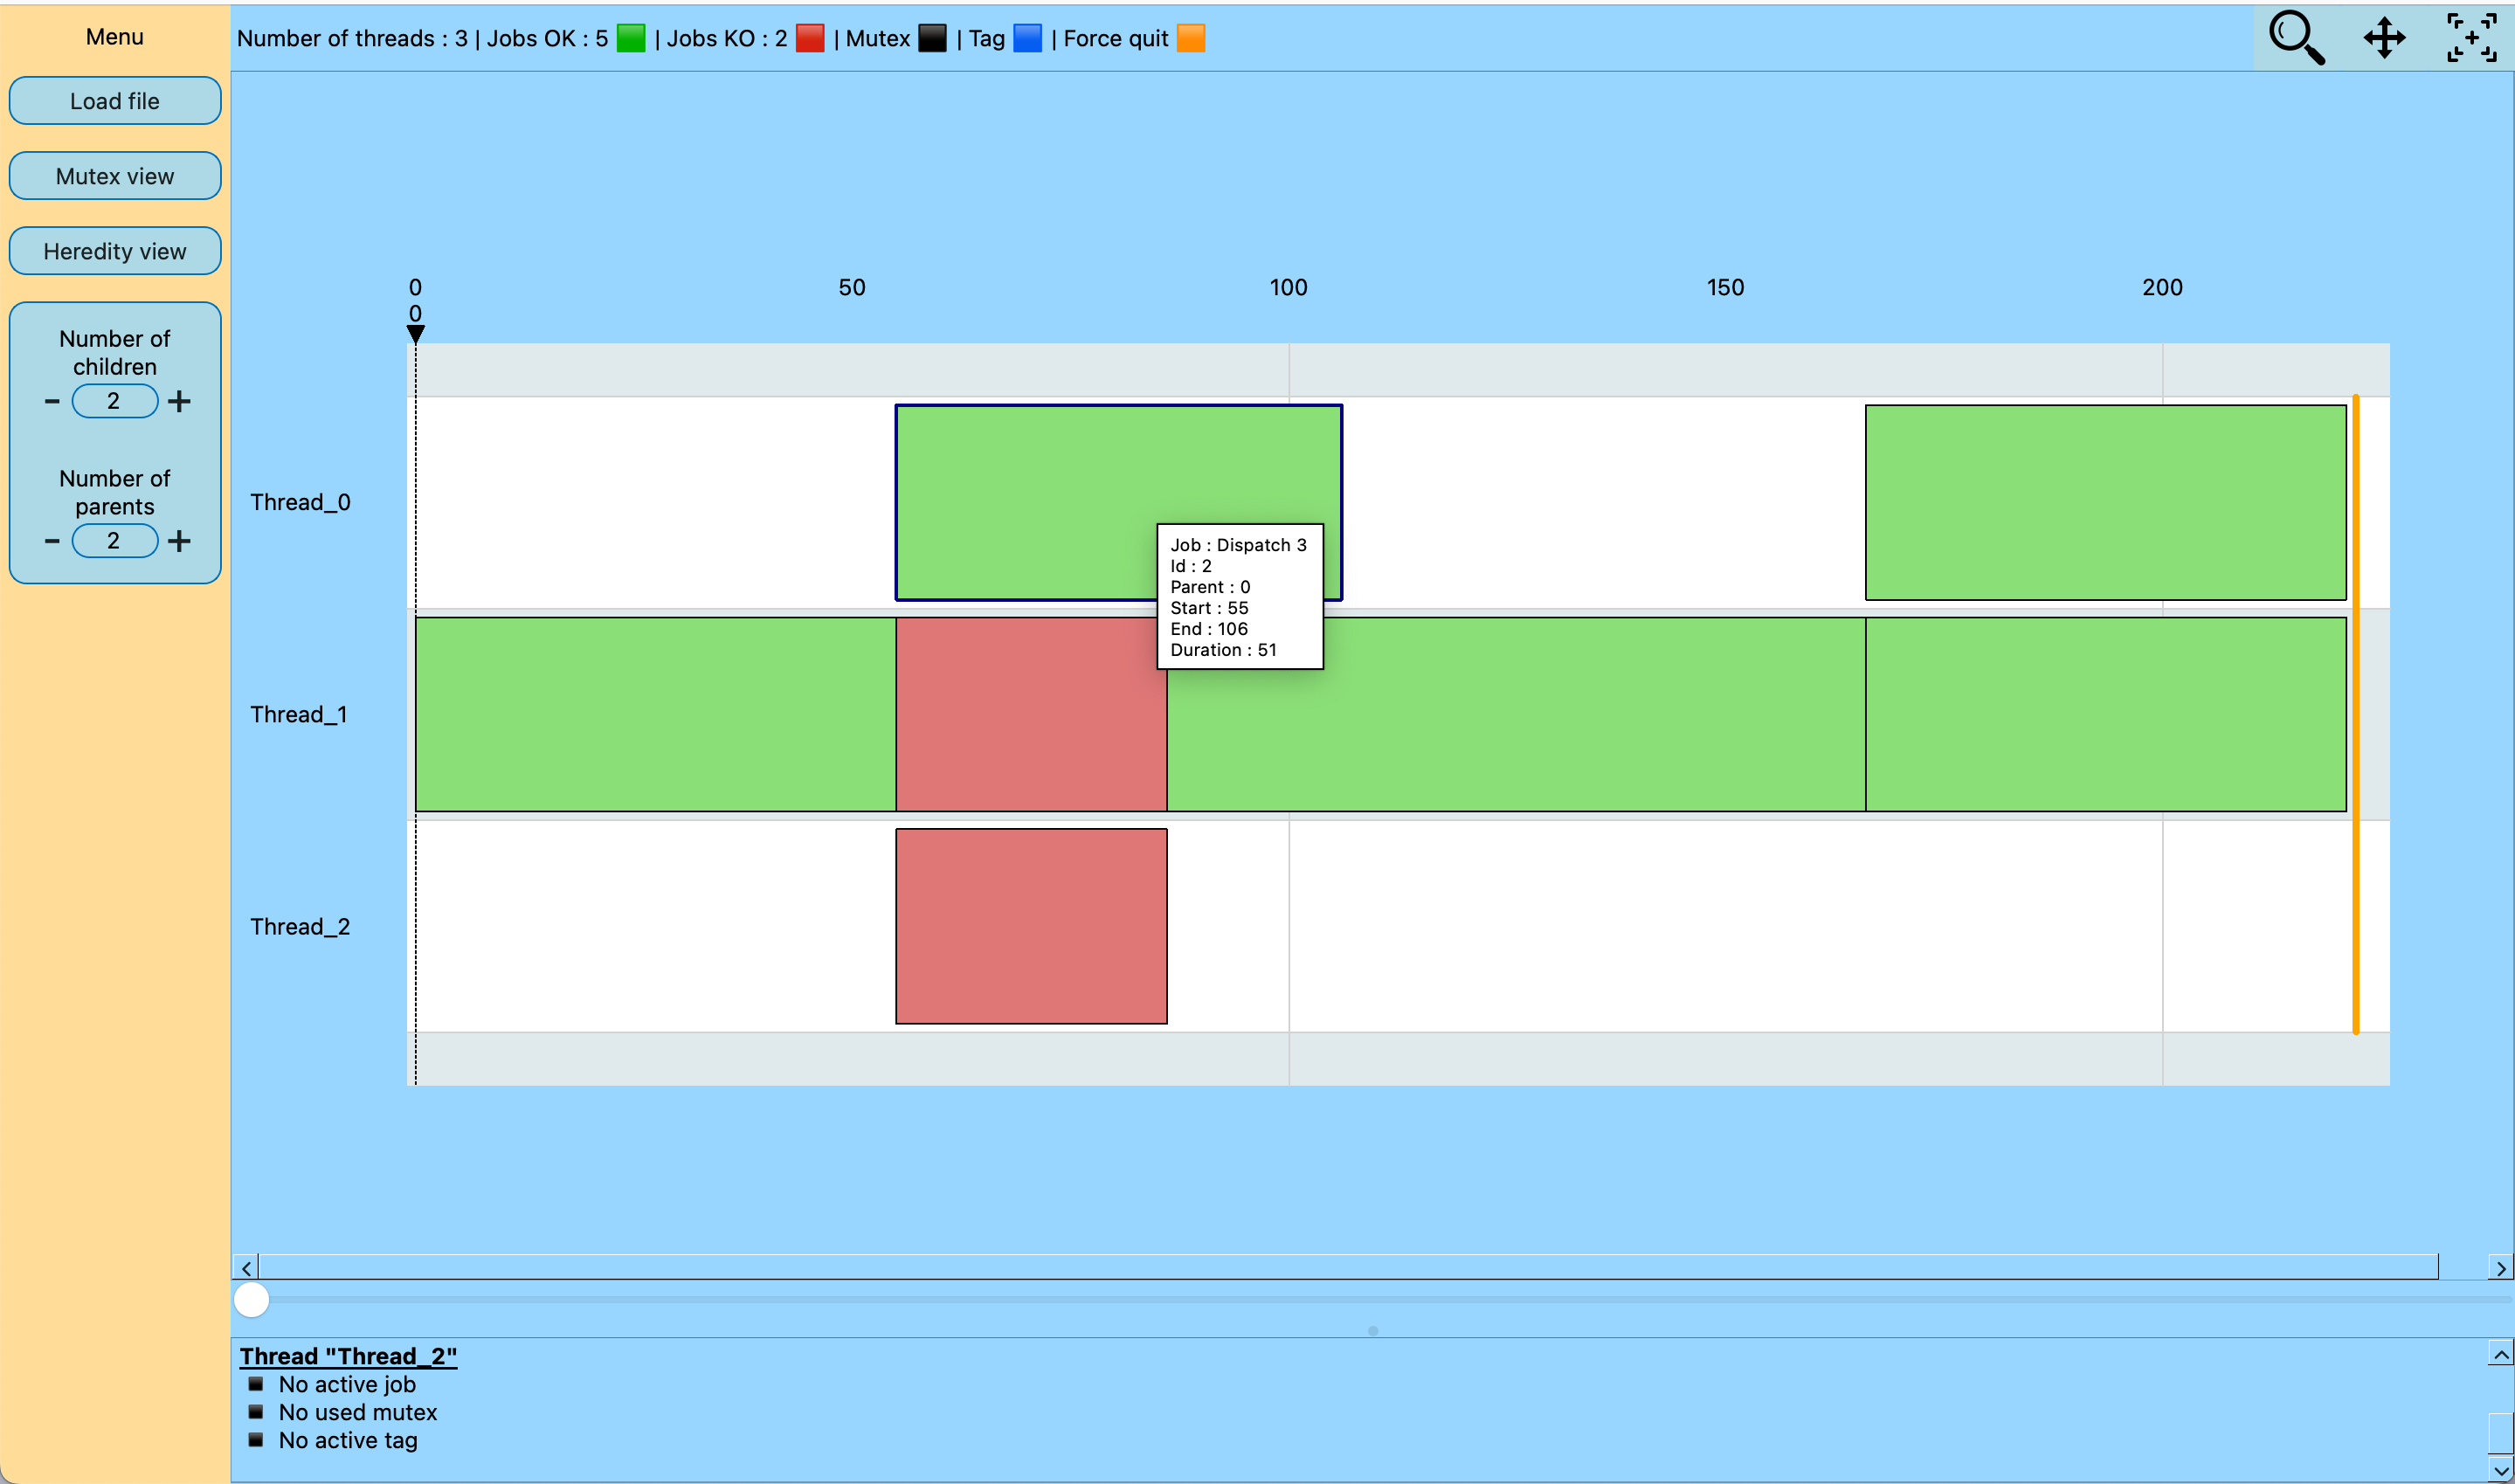 Menu
Load file
Mutex view
Heredity view
Number of
children
- 2 +
Number of
parents
- 2 +
Number of threads : 3 | Jobs OK : 5 | Jobs KO : 2 | Mutex | Tag | Force quit
0 50 100 150 200
0
Thread_0
Thread_1
Thread_2
Job : Dispatch 3
Id : 2
Parent : 0
Start : 55
End : 106
Duration : 51
Thread "Thread_2"
No active job
No used mutex
No active tag